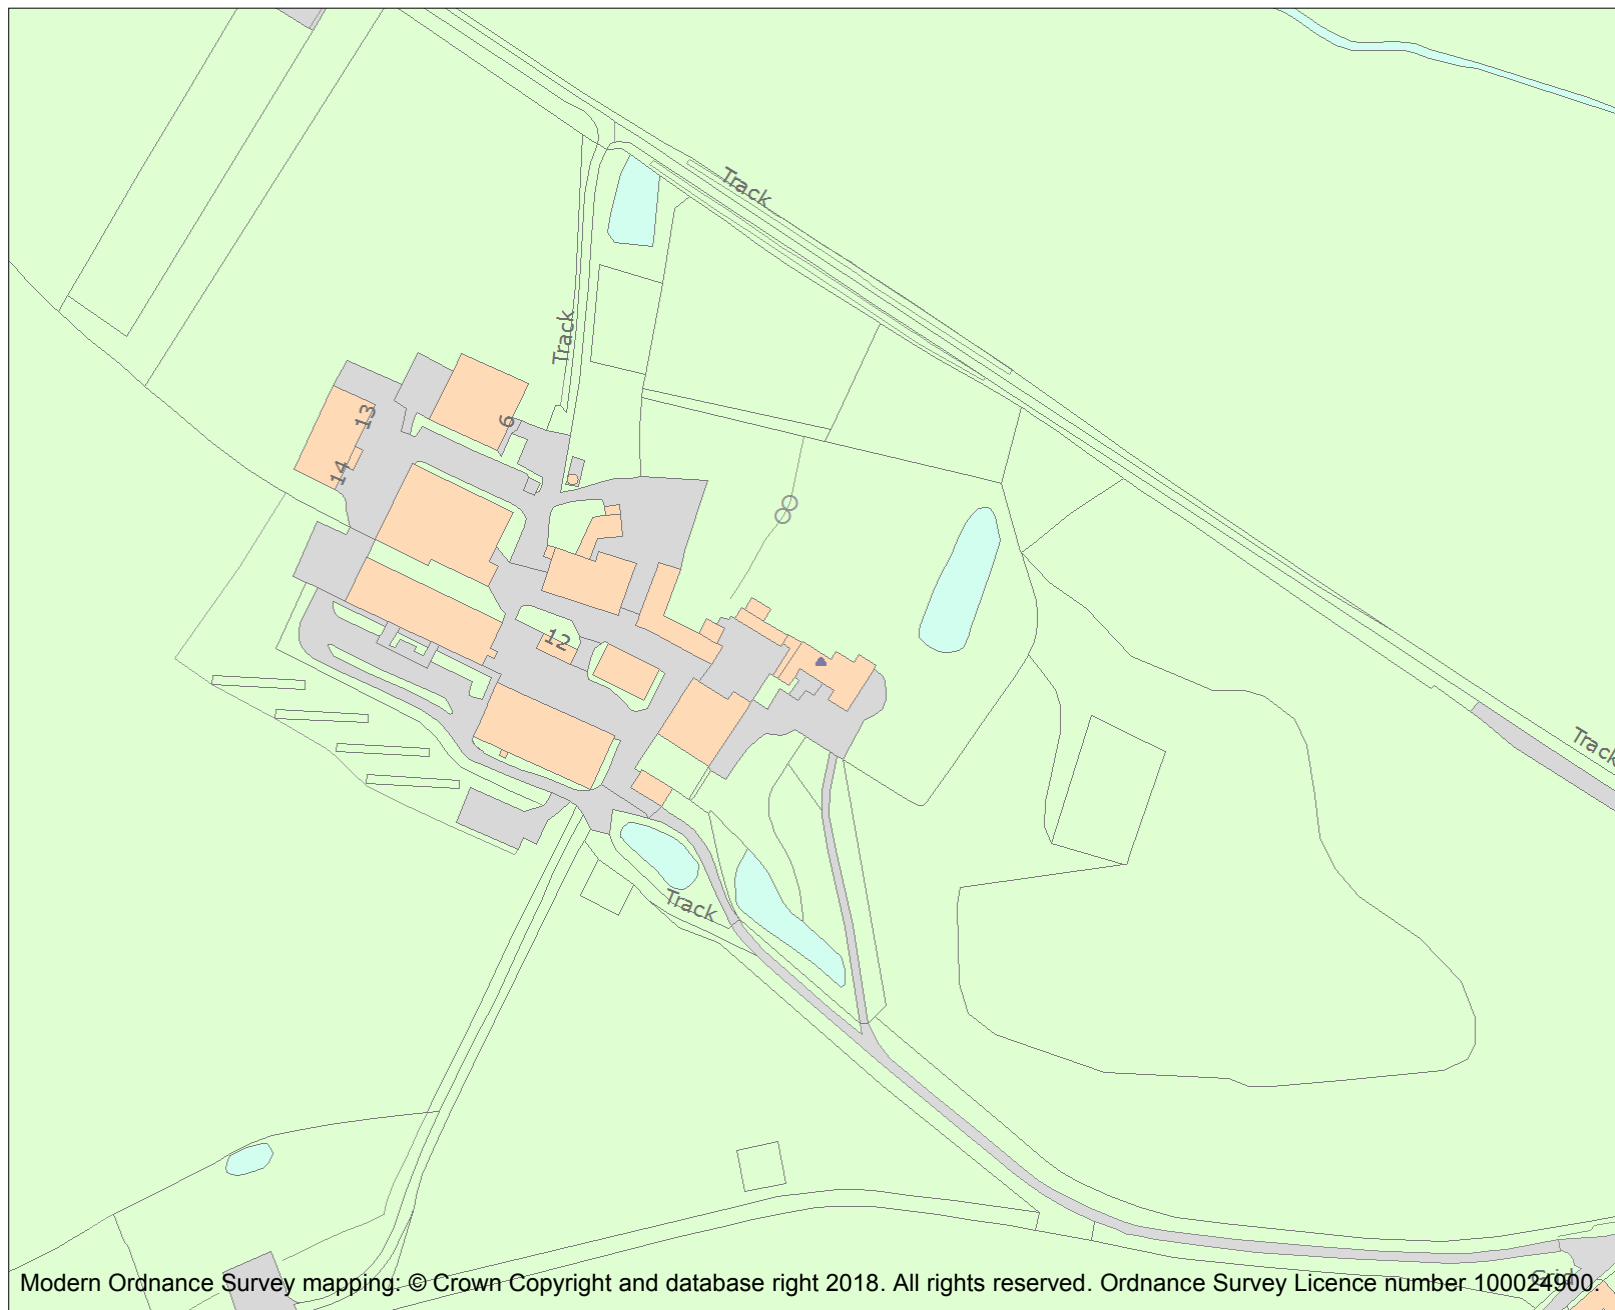 Track
Track
13
6
14
12
Track
Track
Grid
Modern Ordnance Survey mapping: © Crown Copyright and database right 2018. All rights reserved. Ordnance Survey Licence number 100024900.